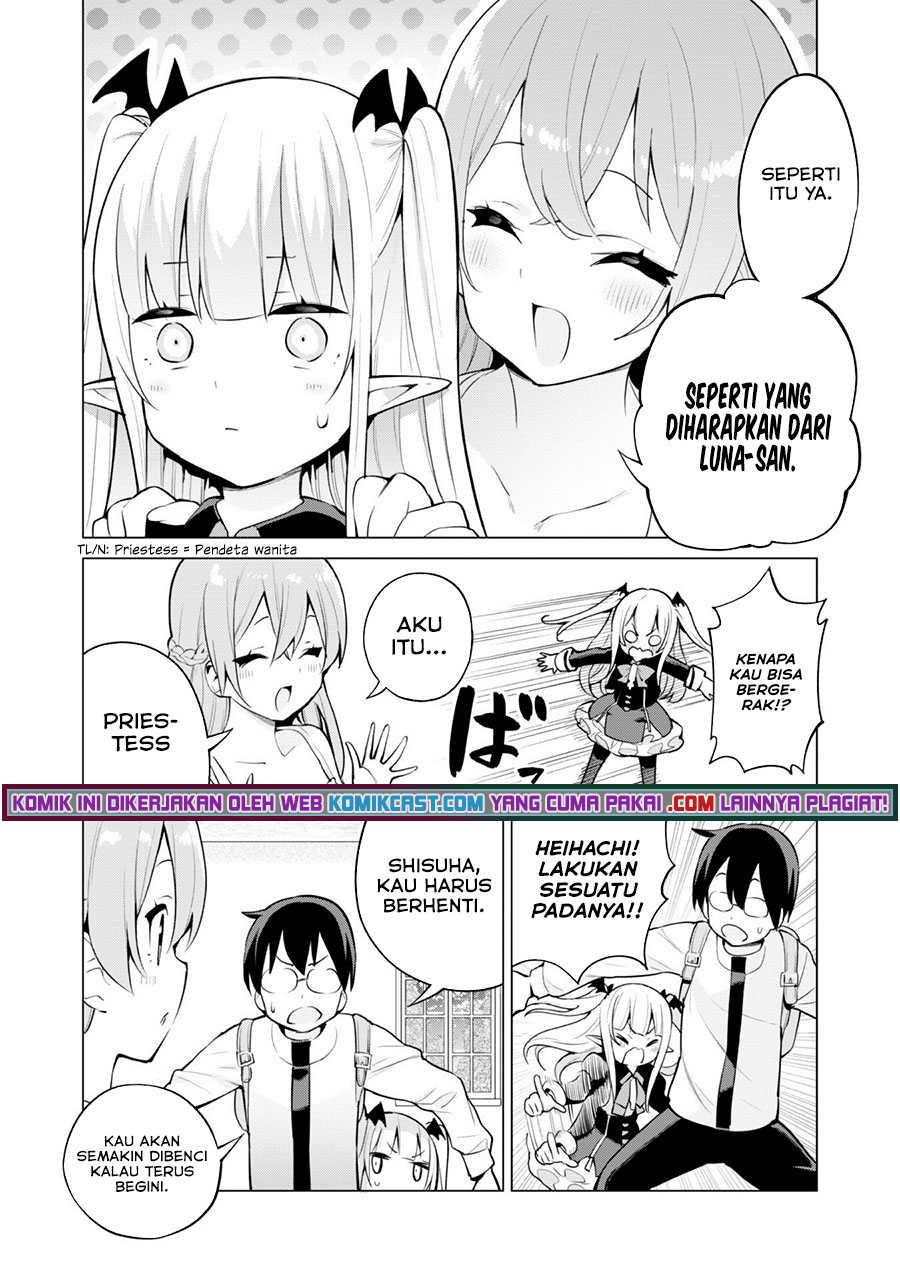 SEPERTI
ITU YA.
SEPERTI YANG
DIHARAPKAN DARI
LUNA-SAN.
TL/N: Priestess = Pendeta wanita
KENAPA
KAU BISA
BERGE-
RAK!?
ばっ
AKU
ITU...
PRIES-
TESS
KOMIK INI DIKERJAKAN OLEH WEB KOMIKCAST.COM YANG CUMA PAKAI .COM LAINNYA PLAGIAT!
HEIHACHI!
LAKUKAN
SESUATU
PADANYA!!
SHISUHA,
KAU HARUS
BERHENTI.
KAU AKAN
SEMAKIN DIBENCI
KALAU TERUS
BEGINI.